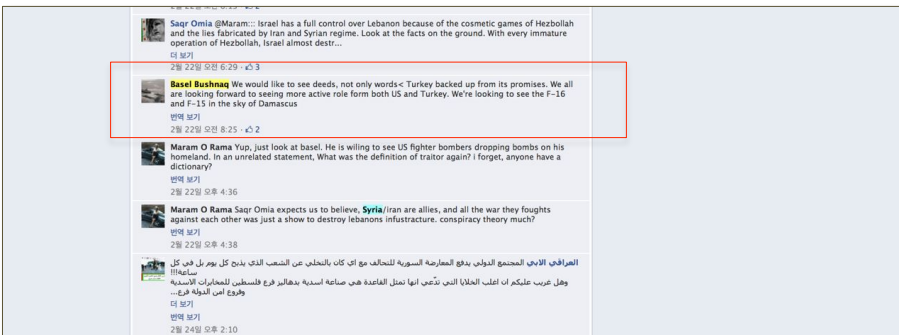 Saqr Omia @Maram::: Israel has a full control over Lebanon because of the cosmetic games of Hezbollah
and the lies fabricated by Iran and Syrian regime. Look at the facts on the ground. With every immature
operation of Hezbollah, Israel almost destr...
더 보기
2월 22일 오전 6:29 · 3
Basel Bushnaq We would like to see deeds, not only words< Turkey backed up from its promises. We all
are looking forward to seeing more active role form both US and Turkey. We're looking to see the F-16
and F-15 in the sky of Damascus
번역 보기
2월 22일 오전 8:25 · 2
Maram O Rama Yup, just look at basel. He is wiling to see US fighter bombers dropping bombs on his
homeland. In an unrelated statement, What was the definition of traitor again? i forget, anyone have a
dictionary?
번역 보기
2월 22일 오후 4:36
Maram O Rama Saqr Omia expects us to believe, Syria/iran are allies, and all the war they foughts
against each other was just a show to destroy lebanons infustracture. conspiracy theory much?
번역 보기
2월 22일 오후 4:38
العراقي الابي المجتمع الدولي يدفع المعارضة السورية للتحالف مع اي كان بالتخلي عن الشعب الذي يذبح كل يوم بل في كل
ساعة!!!
وهل غريب عليكم ان اغلب الخلايا التي تدّعي انها تمثل القاعدة هي صناعة اسدية بدهاليز فرع فلسطين للمخابرات الاسدية
وفروع امن الدولة فرع...
더 보기
번역 보기
2월 24일 오후 2:10